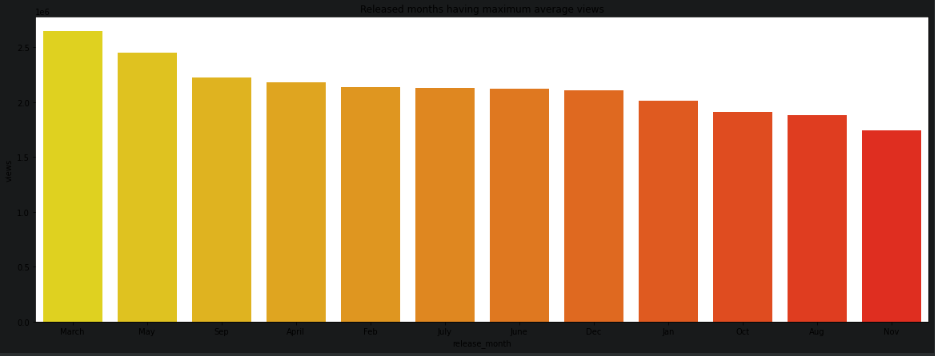 Released months having maximum average views
1e6
2.5
2.0
1.5
1.0
0.5
0.0
views
March May Sep April Feb July June Dec Jan Oct Aug Nov
release_month